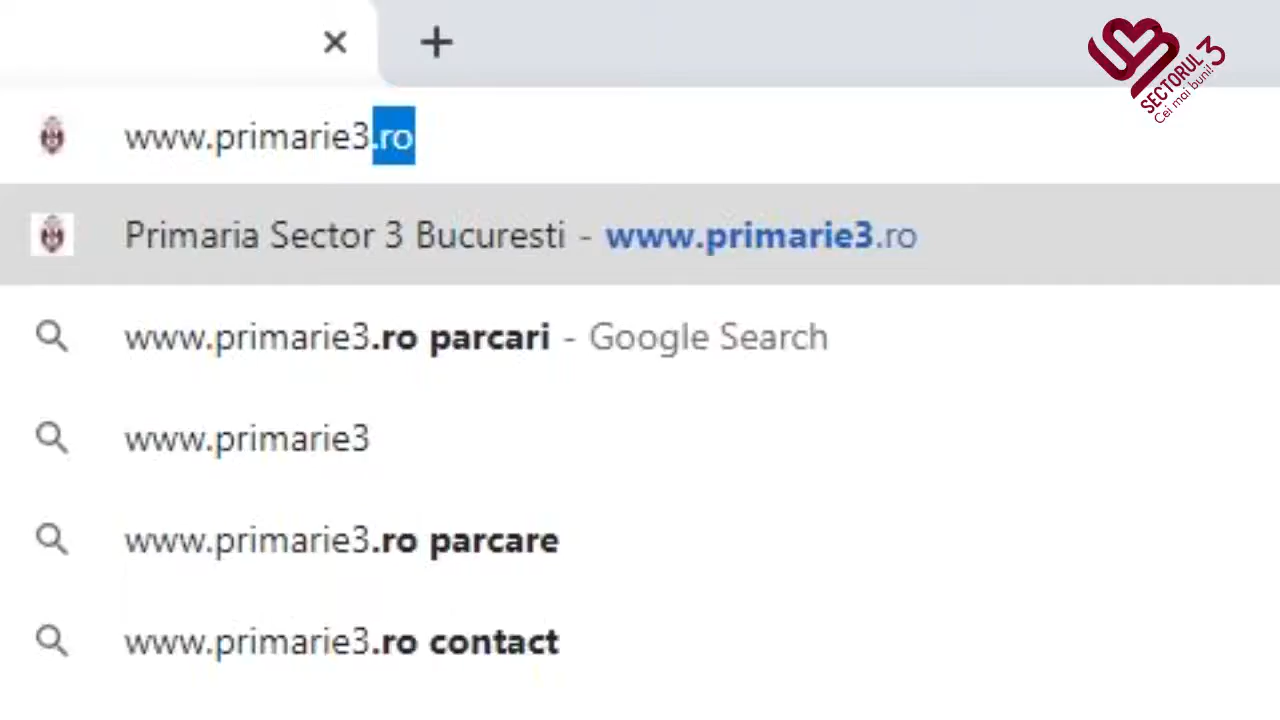 SECTORUL 3
Cei mai buni!
www.primarie3.ro
Primaria Sector 3 Bucuresti - www.primarie3.ro
www.primarie3.ro parcari - Google Search
www.primarie3
www.primarie3.ro parcare
www.primarie3.ro contact